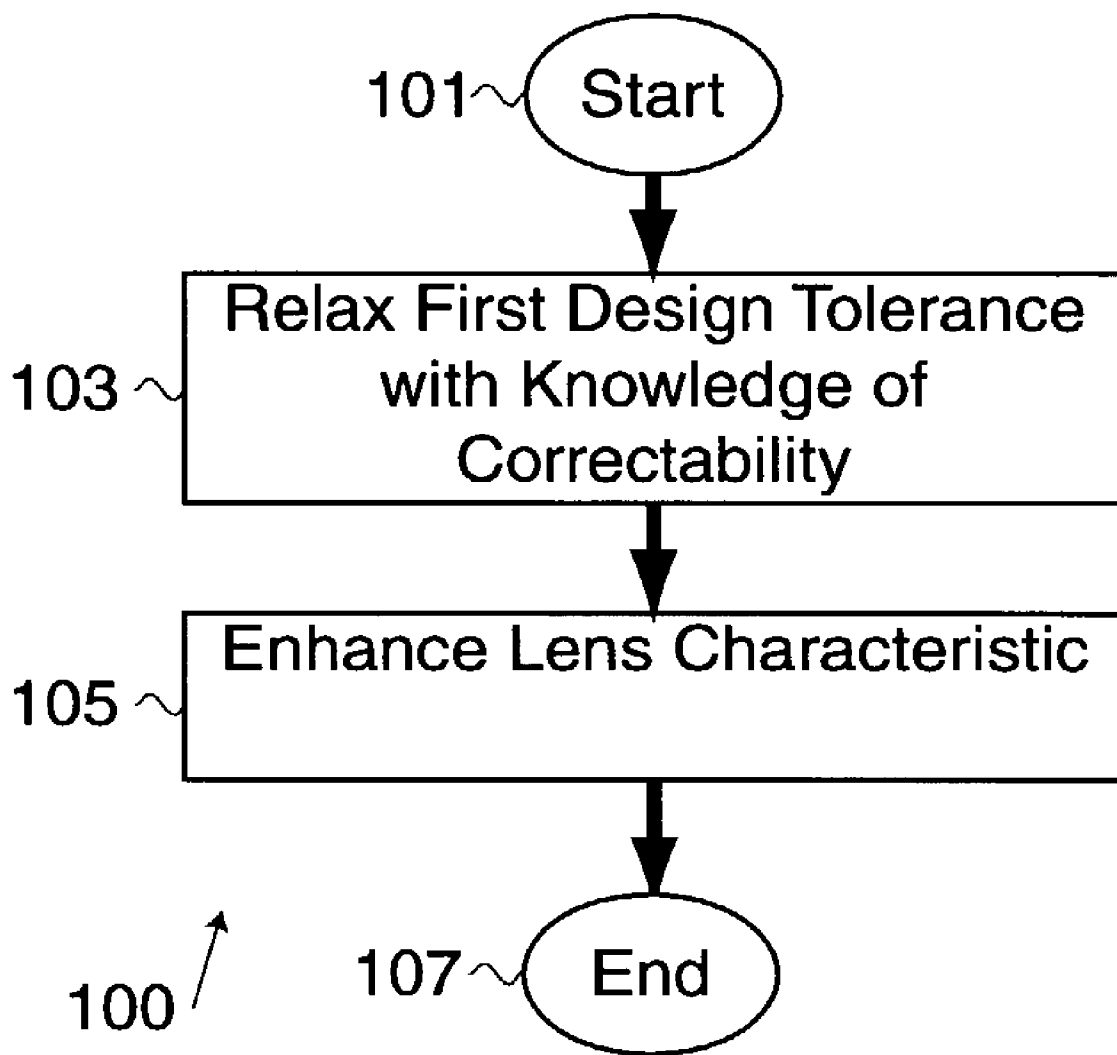 101
Start
Relax First Design Tolerance
with Knowledge of
Correctability
103
Enhance Lens Characteristic
105
107
End
100